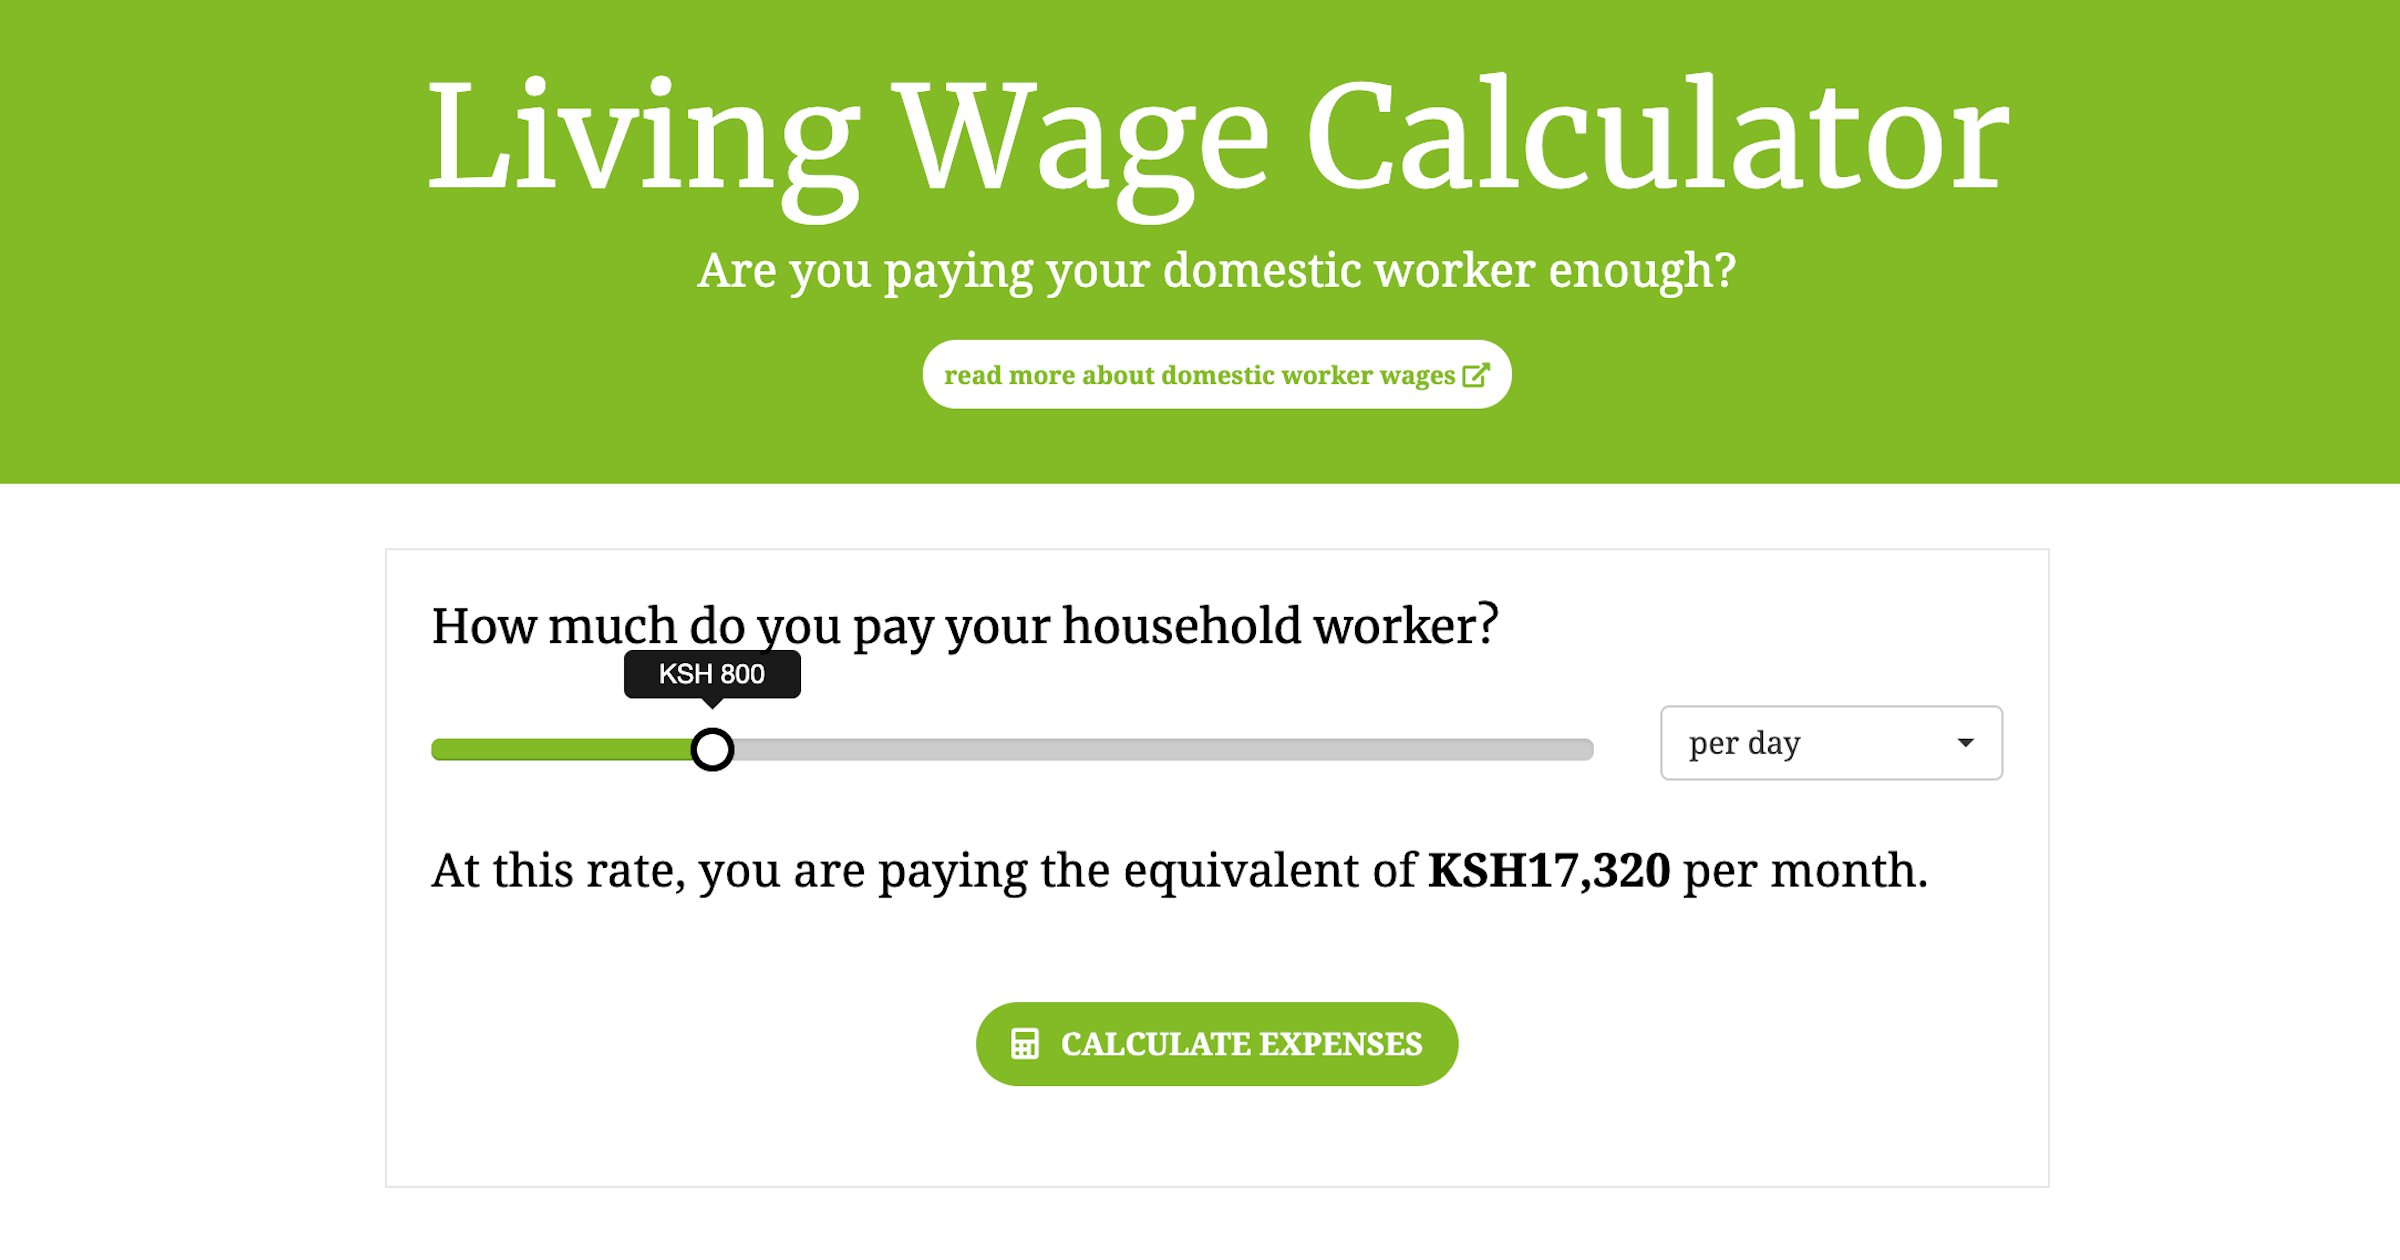 Living Wage Calculator
Are you paying your domestic worker enough?
read more about domestic worker wages
How much do you pay your household worker?
KSH 800
per day
At this rate, you are paying the equivalent of KSH17,320 per month.
CALCULATE EXPENSES